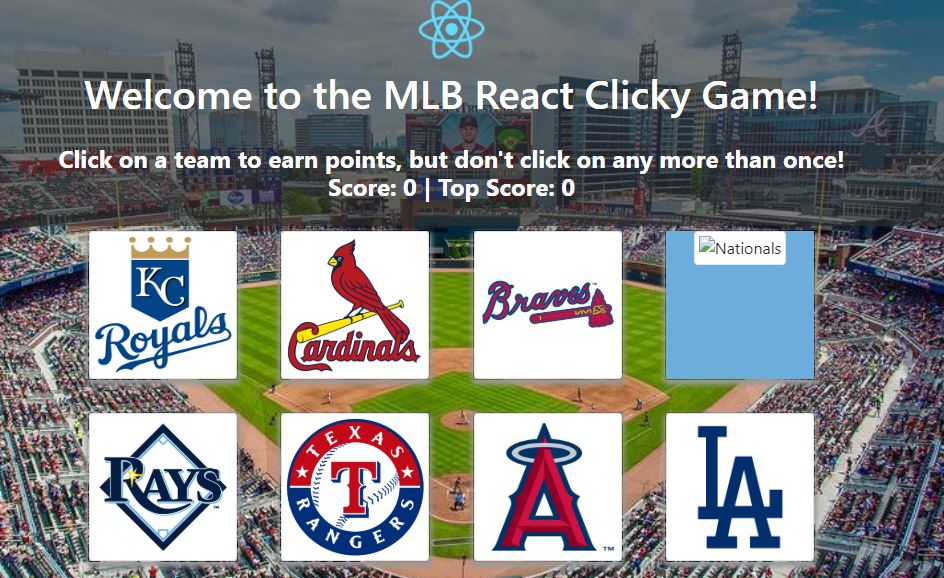 Welcome to the MLB React Clicky Game!
Click on a team to earn points, but don't click on any more than once!
Score: 0 | Top Score: 0
KC
Royals
Cardinals
Braves
Nationals
RAYS
TEXAS
T
RANGERS
A
LA